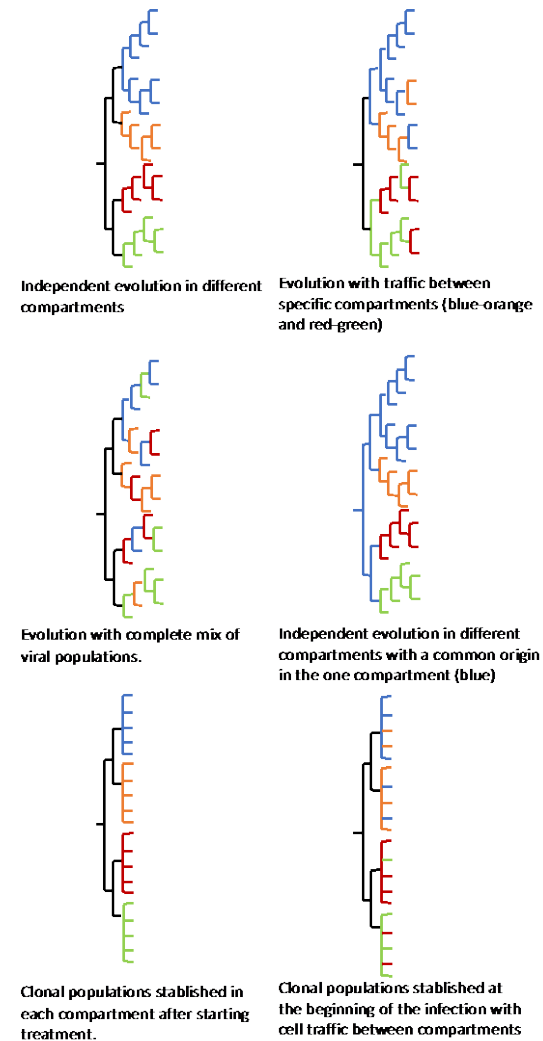 Independent evolution in different
compartments
Evolution with traffic between
specific compartments (blue-orange
and red-green)
Evolution with complete mix of
viral populations.
Independent evolution in different
compartments with a common origin
in the one compartment (blue)
Clonal populations stablished in
each compartment after starting
treatment.
Clonal populations stablished at
the beginning of the infection with
cell traffic between compartments